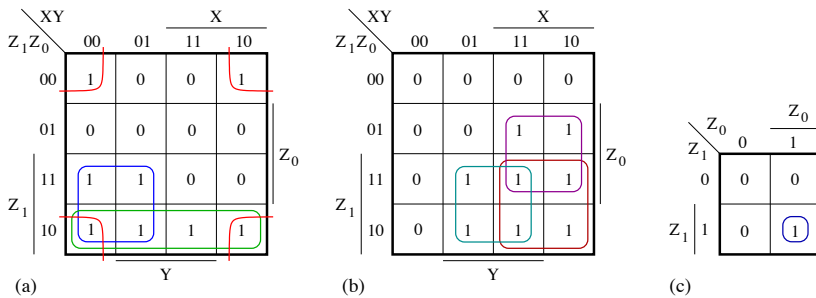 XY X
Z1Z0 00 01 11 10
00 1 0 0 1
01 0 0 0 0 Z0
Z1 11 1 1 0 0
10 1 1 1 1
Y
(a)
XY X
Z1Z0 00 01 11 10
00 0 0 0 0
01 0 0 1 1 Z0
Z1 11 0 1 1 1
10 0 1 1 1
Y
(b)
Z0 Z0
Z1 0 1
0 0 0
Z1 1 0 1
(c)